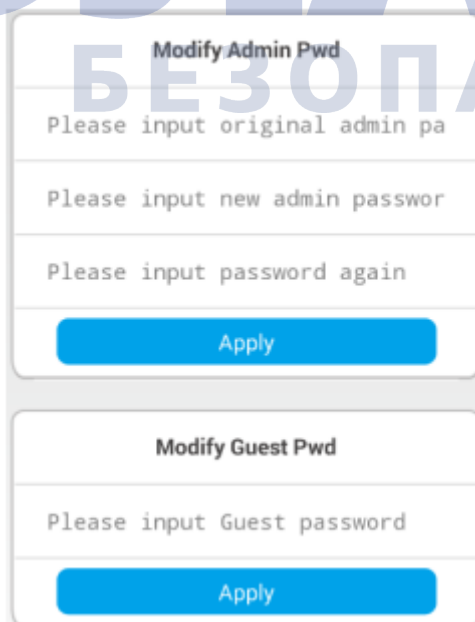 Modify Admin Pwd
БЕЗОПА
Please input original admin pa
Please input new admin passwor
Please input password again
Apply
Modify Guest Pwd
Please input Guest password
Apply